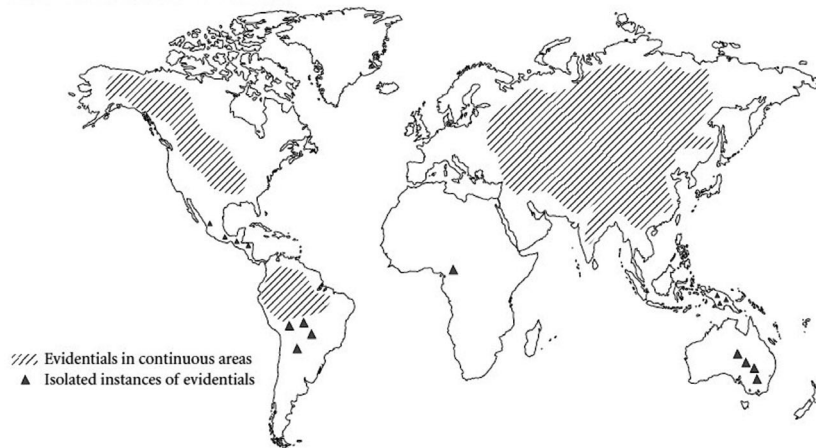 Evidentials in continuous areas
Isolated instances of evidentials